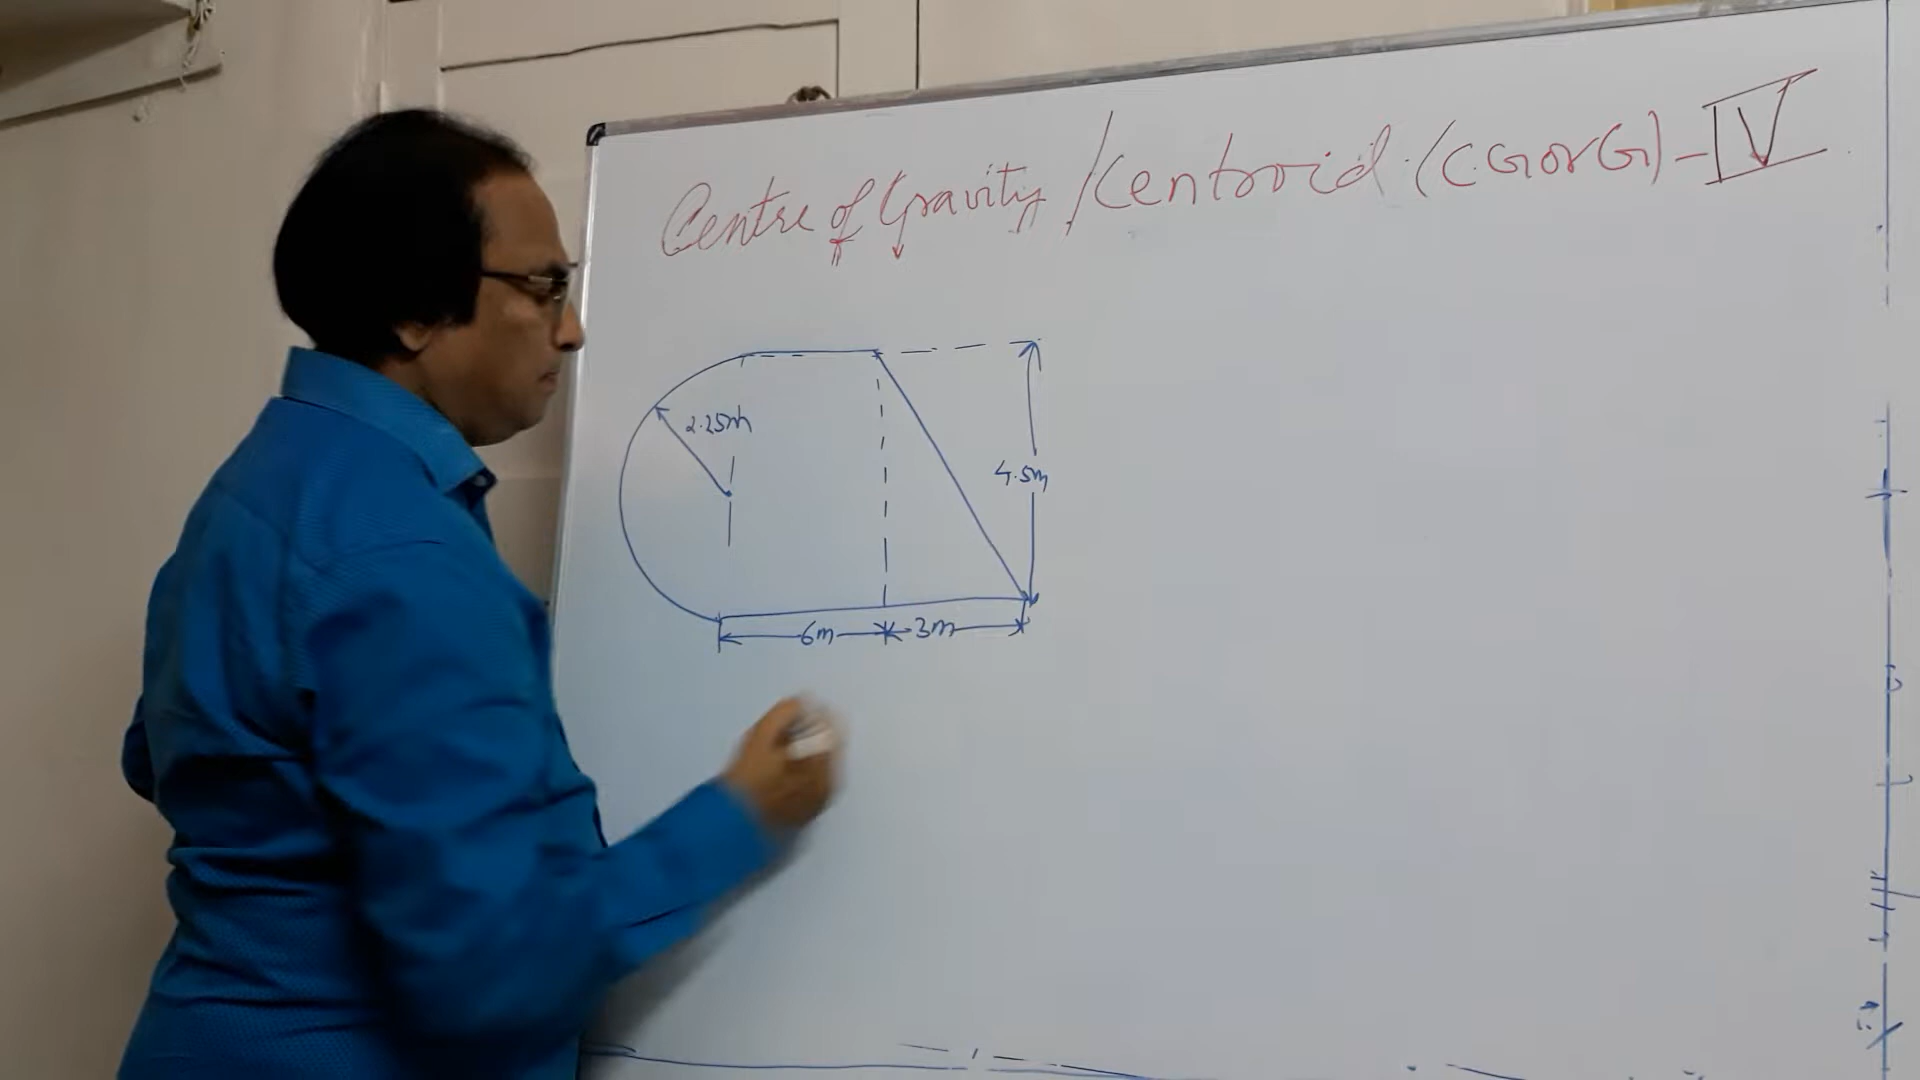 Centre of Gravity / Centroid (C.G or G) - IV
2.25m
4.5m
6m 3m